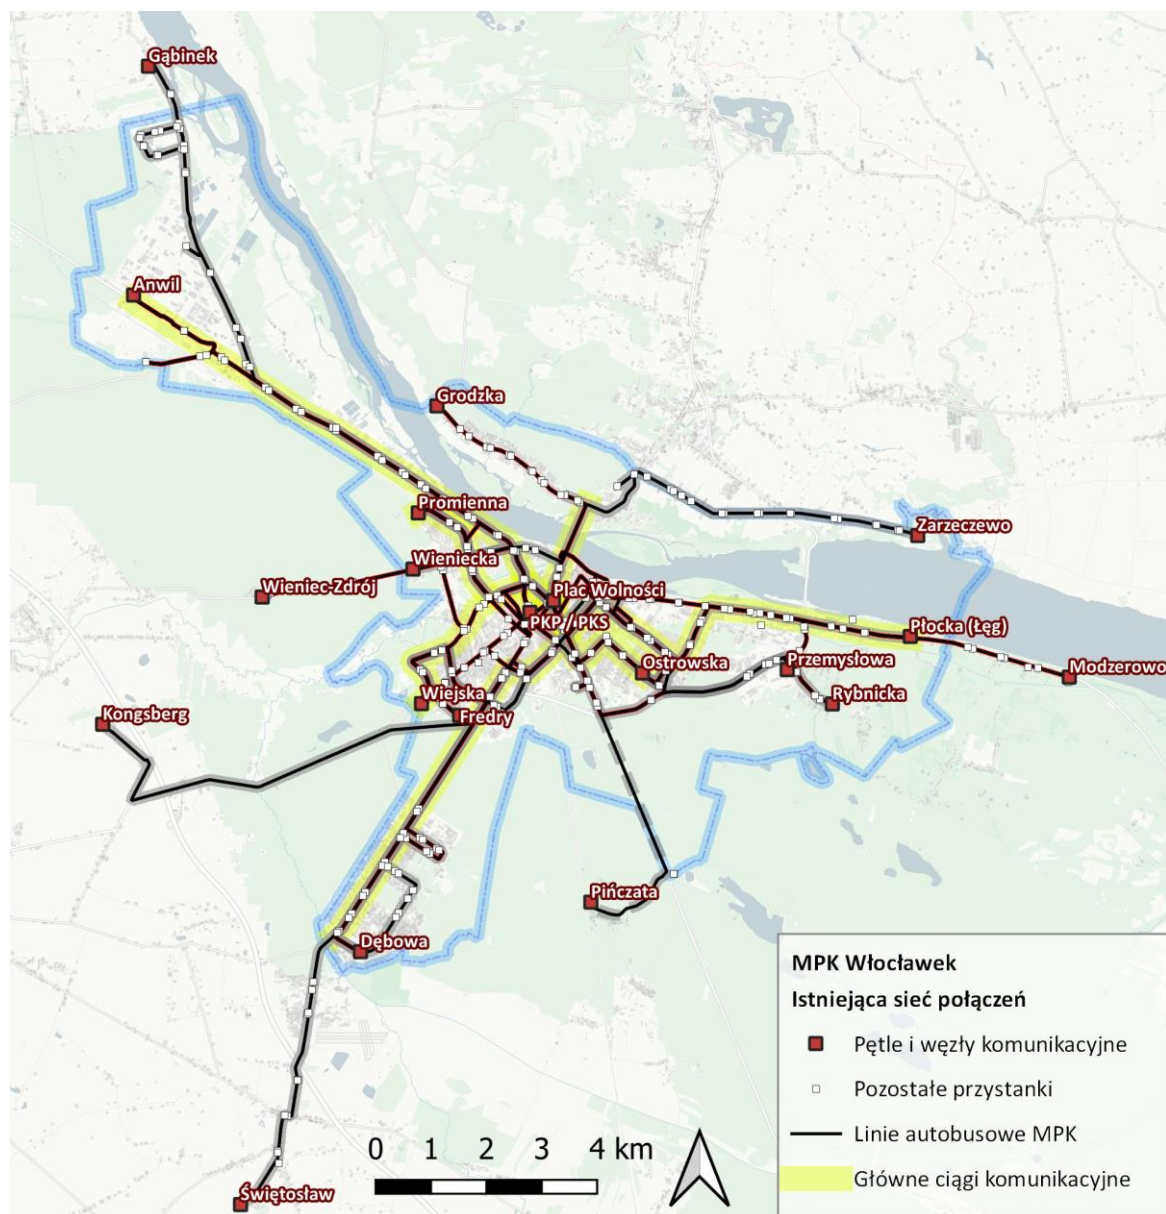 Gąbinek
Anwil
Grodzka
Promienna
Zarzeczewo
Wieniecka
Wieniec-Zdrój
Plac Wolności
PKP / PKS
Płocka (Łęg)
Ostrowska
Przemysłowa
Modzerowo
Wiejska
Rybnicka
Kongsberg
Fredry
Pińczata
Dębowa
MPK Włocławek
Istniejąca sieć połączeń
Pętle i węzły komunikacyjne
Pozostałe przystanki
Linie autobusowe MPK
Główne ciągi komunikacyjne
0 1 2 3 4 km
Świętosław